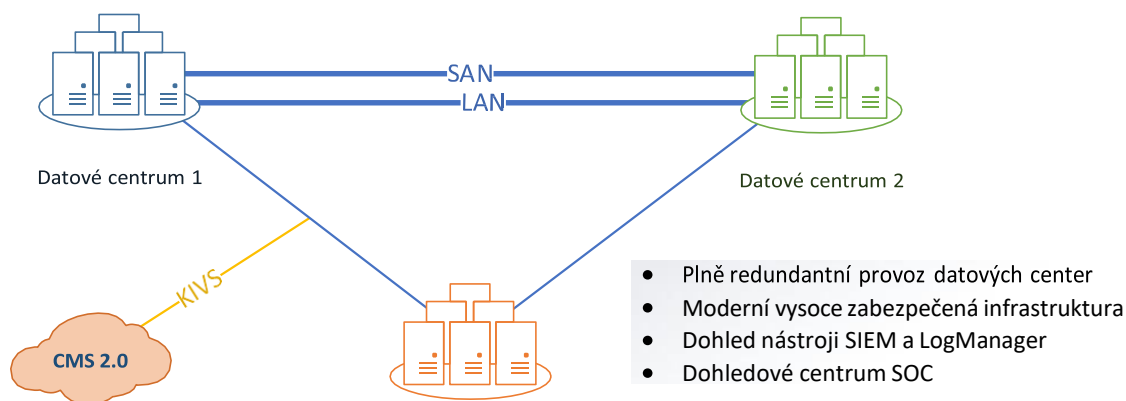 SAN
LAN
Datové centrum 1
Datové centrum 2
KIVS
CMS 2.0
• Plně redundantní provoz datových center
• Moderní vysoce zabezpečená infrastruktura
• Dohled nástroji SIEM a LogManager
• Dohledové centrum SOC